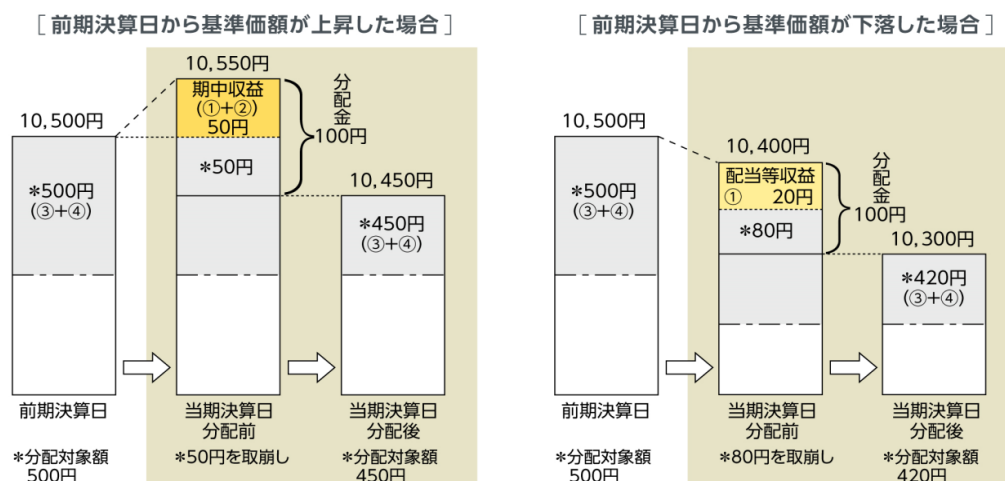 [前期決算日から基準価額が上昇した場合]
10,500円
*500円
(③+④)
前期決算日
*分配対象額
500円
10,550円
期中収益
(①+②)
50円
*50円
分配金
100円
当期決算日
分配前
*50円を取崩し
10,450円
*450円
(③+④)
当期決算日
分配後
*分配対象額
450円
[前期決算日から基準価額が下落した場合]
10,500円
*500円
(③+④)
前期決算日
*分配対象額
500円
10,400円
配当等収益
① 20円
*80円
分配金
100円
当期決算日
分配前
*80円を取崩し
10,300円
*420円
(③+④)
当期決算日
分配後
*分配対象額
420円